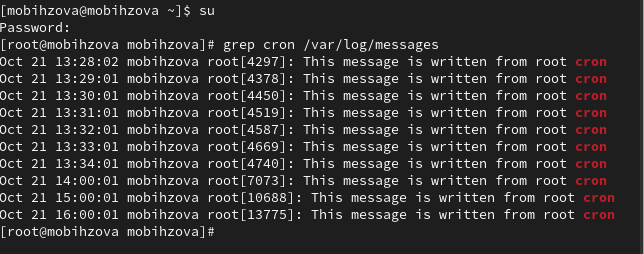 [mobihzova@mobihzova ~]$ su
Password:
[root@mobihzova mobihzova]# grep cron /var/log/messages
Oct 21 13:28:02 mobihzova root[4297]: This message is written from root cron
Oct 21 13:29:01 mobihzova root[4378]: This message is written from root cron
Oct 21 13:30:01 mobihzova root[4450]: This message is written from root cron
Oct 21 13:31:01 mobihzova root[4519]: This message is written from root cron
Oct 21 13:32:01 mobihzova root[4587]: This message is written from root cron
Oct 21 13:33:01 mobihzova root[4669]: This message is written from root cron
Oct 21 13:34:01 mobihzova root[4740]: This message is written from root cron
Oct 21 14:00:01 mobihzova root[7073]: This message is written from root cron
Oct 21 15:00:01 mobihzova root[10688]: This message is written from root cron
Oct 21 16:00:01 mobihzova root[13775]: This message is written from root cron
[root@mobihzova mobihzova]#